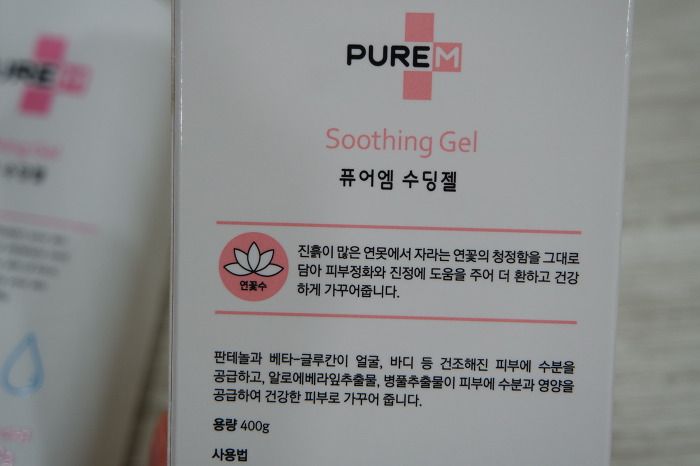 PUREM
Soothing Gel
퓨어엠 수딩젤
진흙이 많은 연못에서 자라는 연꽃의 청정함을 그대로
담아 피부정화와 진정에 도움을 주어 더 환하고 건강
하게 가꾸어줍니다.
연꽃수
판테놀과 베타-글루칸이 얼굴, 바디 등 건조해진 피부에 수분을
공급하고, 알로에베라잎추출물, 병풀추출물이 피부에 수분과 영양을
공급하여 건강한 피부로 가꾸어 줍니다.
용량 400g
사용법
UREM
thing Gel